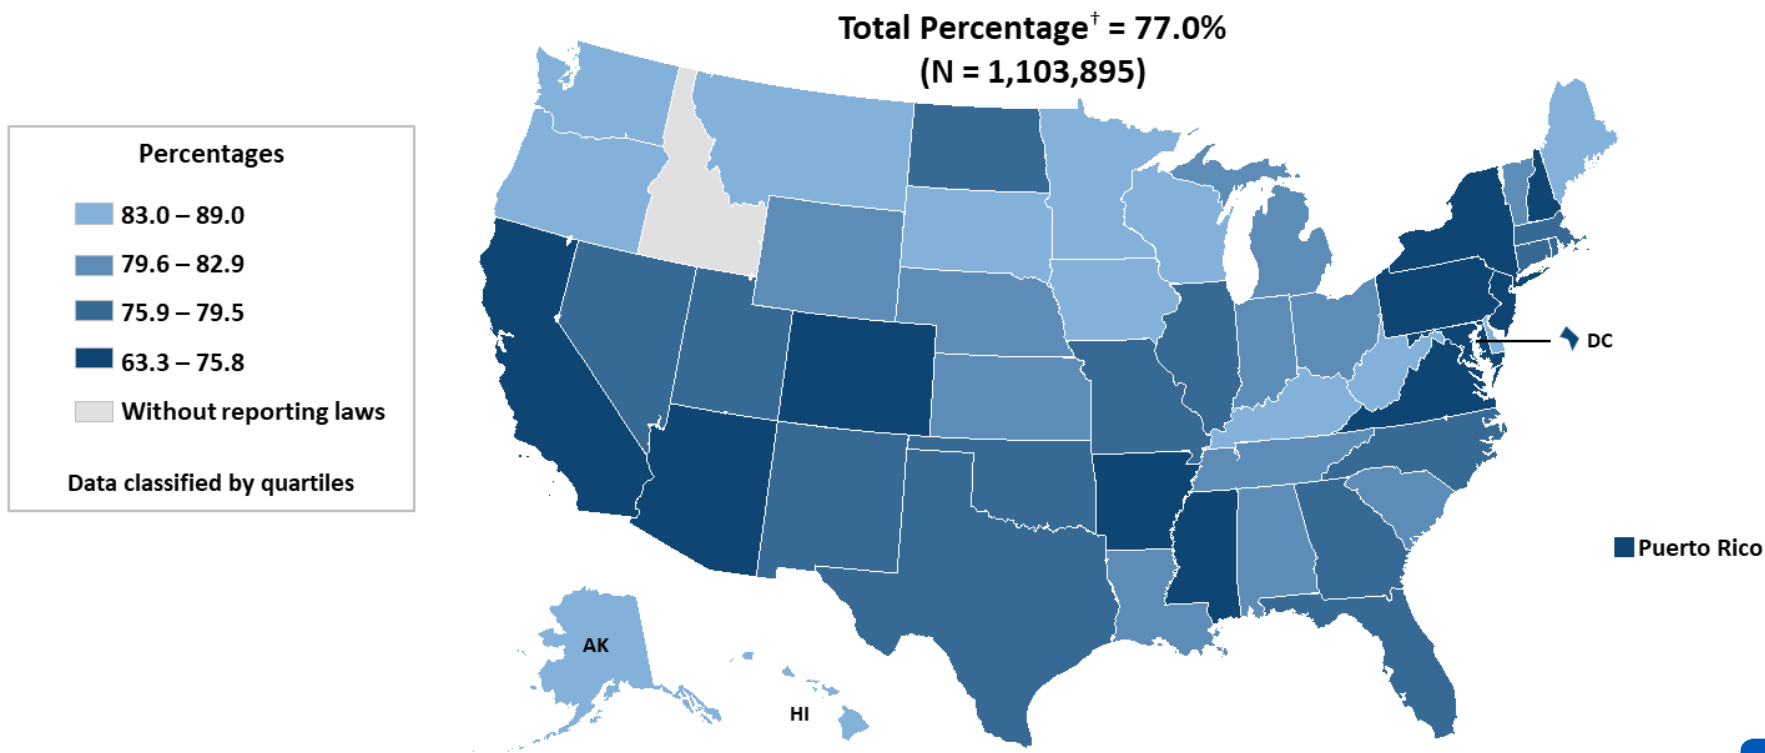 Total Percentage† = 77.0%
(N = 1,103,895)
Percentages
83.0 – 89.0
79.6 – 82.9
75.9 – 79.5
63.3 – 75.8
Without reporting laws
Data classified by quartiles
DC
Puerto Rico
AK
HI